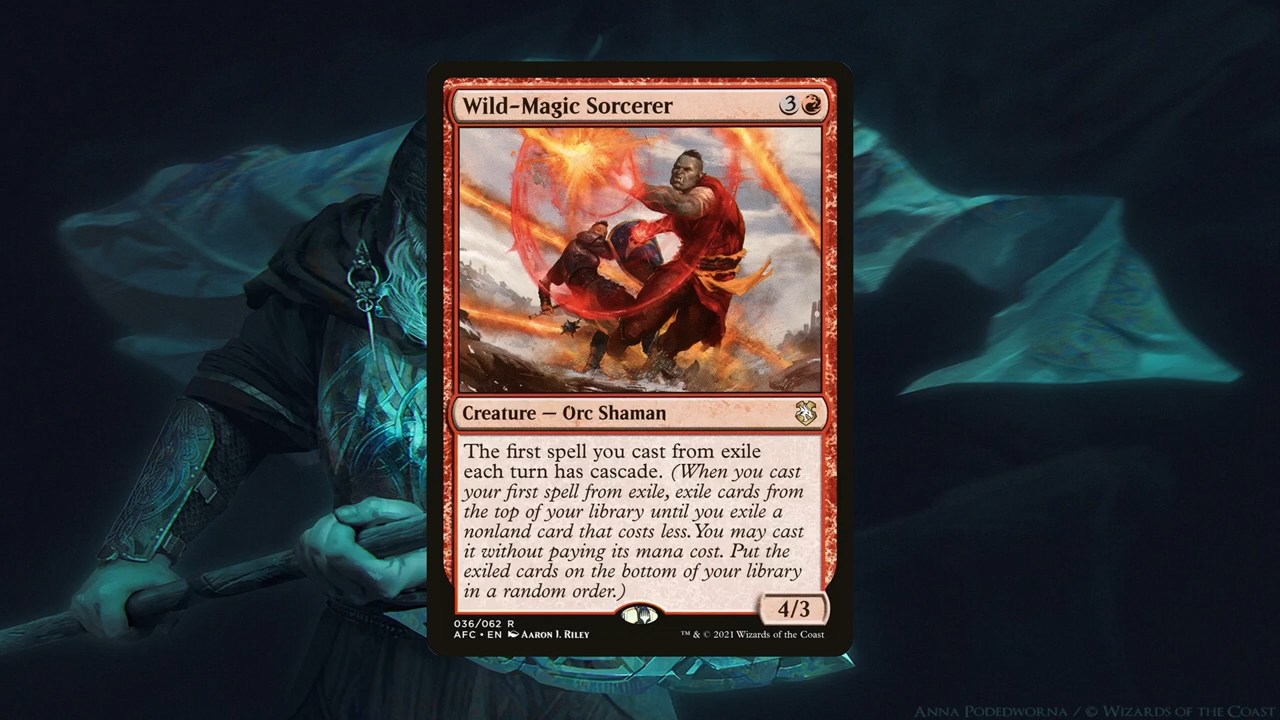 Wild-Magic Sorcerer 3
Creature — Orc Shaman
The first spell you cast from exile
each turn has cascade. (When you cast
your first spell from exile, exile cards from
the top of your library until you exile a
nonland card that costs less. You may cast
it without paying its mana cost. Put the
exiled cards on the bottom of your library
in a random order.)
4/3
036/062 R
AFC • EN Aaron J. Riley
™ & © 2021 Wizards of the Coast
Anna Podedworna / © Wizards of the Coast